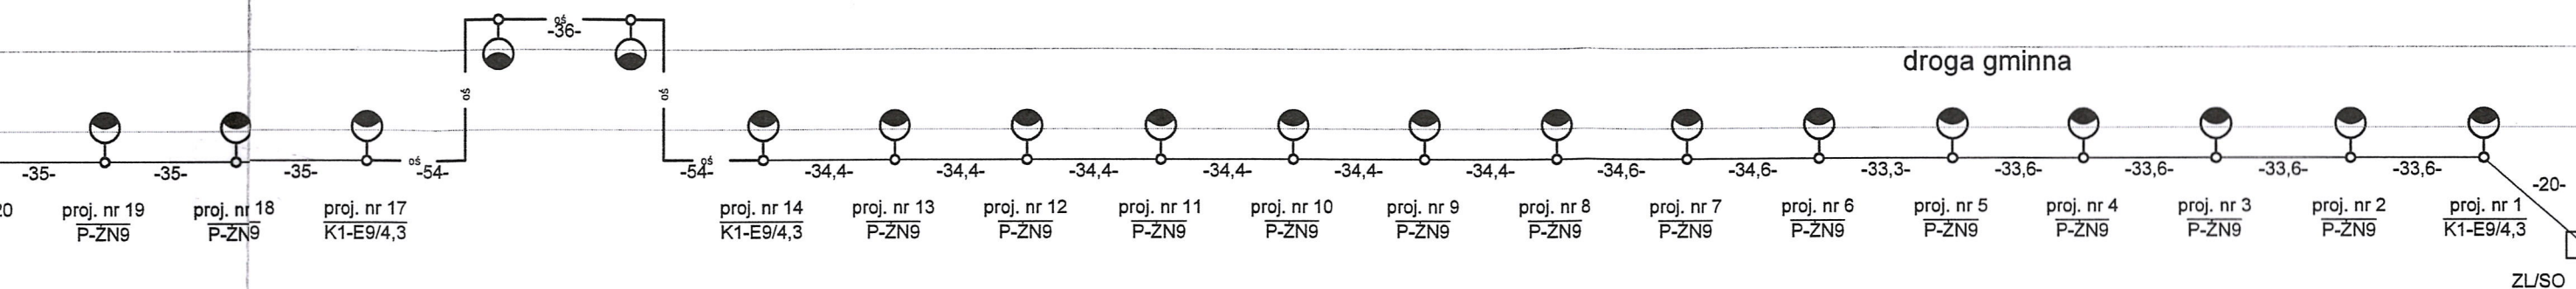 oś
-36-
droga gminna
oś
oś
oś
oś
-35-
-35-
-35-
-54-
-54-
-34,4-
-34,4-
-34,4-
-34,4-
-34,4-
-34,4-
-34,6-
-34,6-
-33,3-
-33,6-
-33,6-
-33,6-
-33,6-
-20-
20
proj. nr 19
P-ŻN9
proj. nr 18
P-ŻN9
proj. nr 17
K1-E9/4,3
proj. nr 14
K1-E9/4,3
proj. nr 13
P-ŻN9
proj. nr 12
P-ŻN9
proj. nr 11
P-ŻN9
proj. nr 10
P-ŻN9
proj. nr 9
P-ŻN9
proj. nr 8
P-ŻN9
proj. nr 7
P-ŻN9
proj. nr 6
P-ŻN9
proj. nr 5
P-ŻN9
proj. nr 4
P-ŻN9
proj. nr 3
P-ŻN9
proj. nr 2
P-ŻN9
proj. nr 1
K1-E9/4,3
ZL/SO